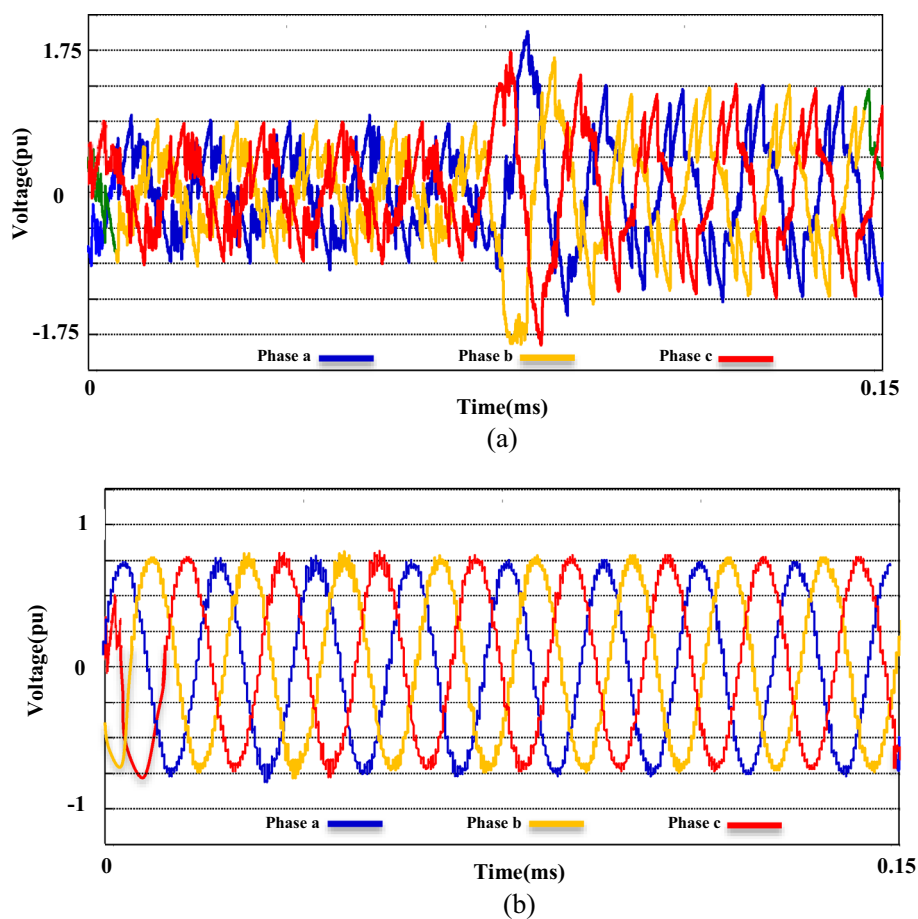 1.75
Voltage(pu)
0
-1.75
Phase a
Phase b
Phase c
0
0.15
Time(ms)
(a)
1
Voltage(pu)
0
-1
Phase a
Phase b
Phase c
0
0.15
Time(ms)
(b)